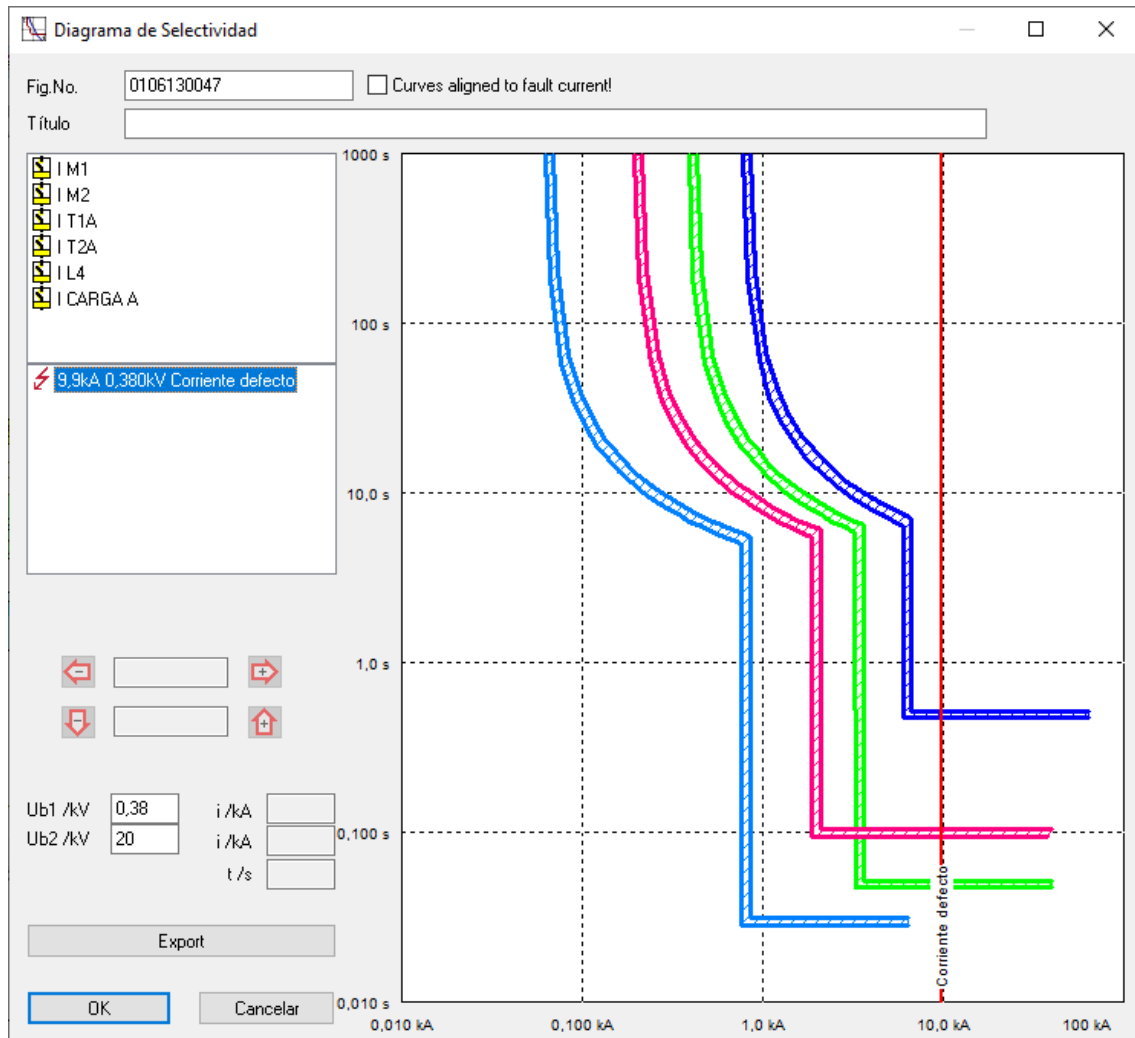 Diagrama de Selectividad
Fig.No. 0106130047 Curves aligned to fault current!
Título
I M1
I M2
I T1A
I T2A
I L4
I CARGA A
9,9kA 0,380kV Corriente defecto
Ub1 /kV 0,38 i /kA
Ub2 /kV 20 i /kA
t /s
Export
OK Cancelar
1000 s
100 s
10,0 s
1,0 s
0,100 s
0,010 s
0,010 kA 0,100 kA 1,0 kA 10,0 kA 100 kA
Corriente defecto